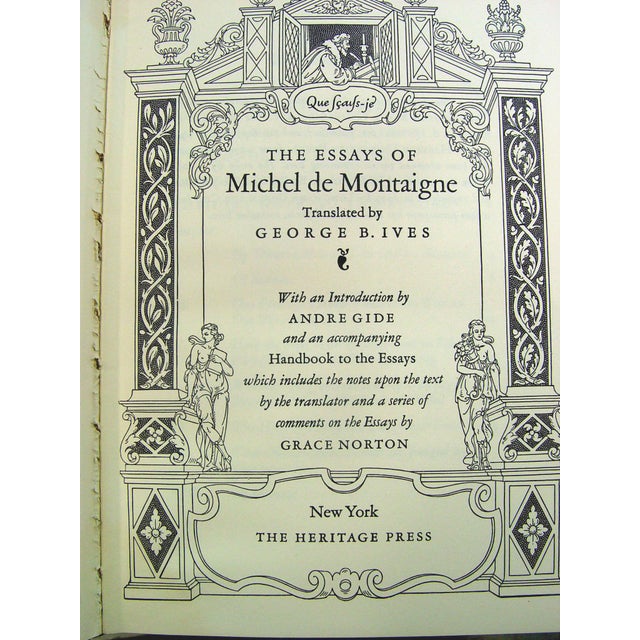 Que sçaiſs-je
THE ESSAYS OF
Michel de Montaigne
Translated by
GEORGE B. IVES
With an Introduction by
ANDRE GIDE
and an accompanying
Handbook to the Essays
which includes the notes upon the text
by the translator and a series of
comments on the Essays by
GRACE NORTON
New York
THE HERITAGE PRESS